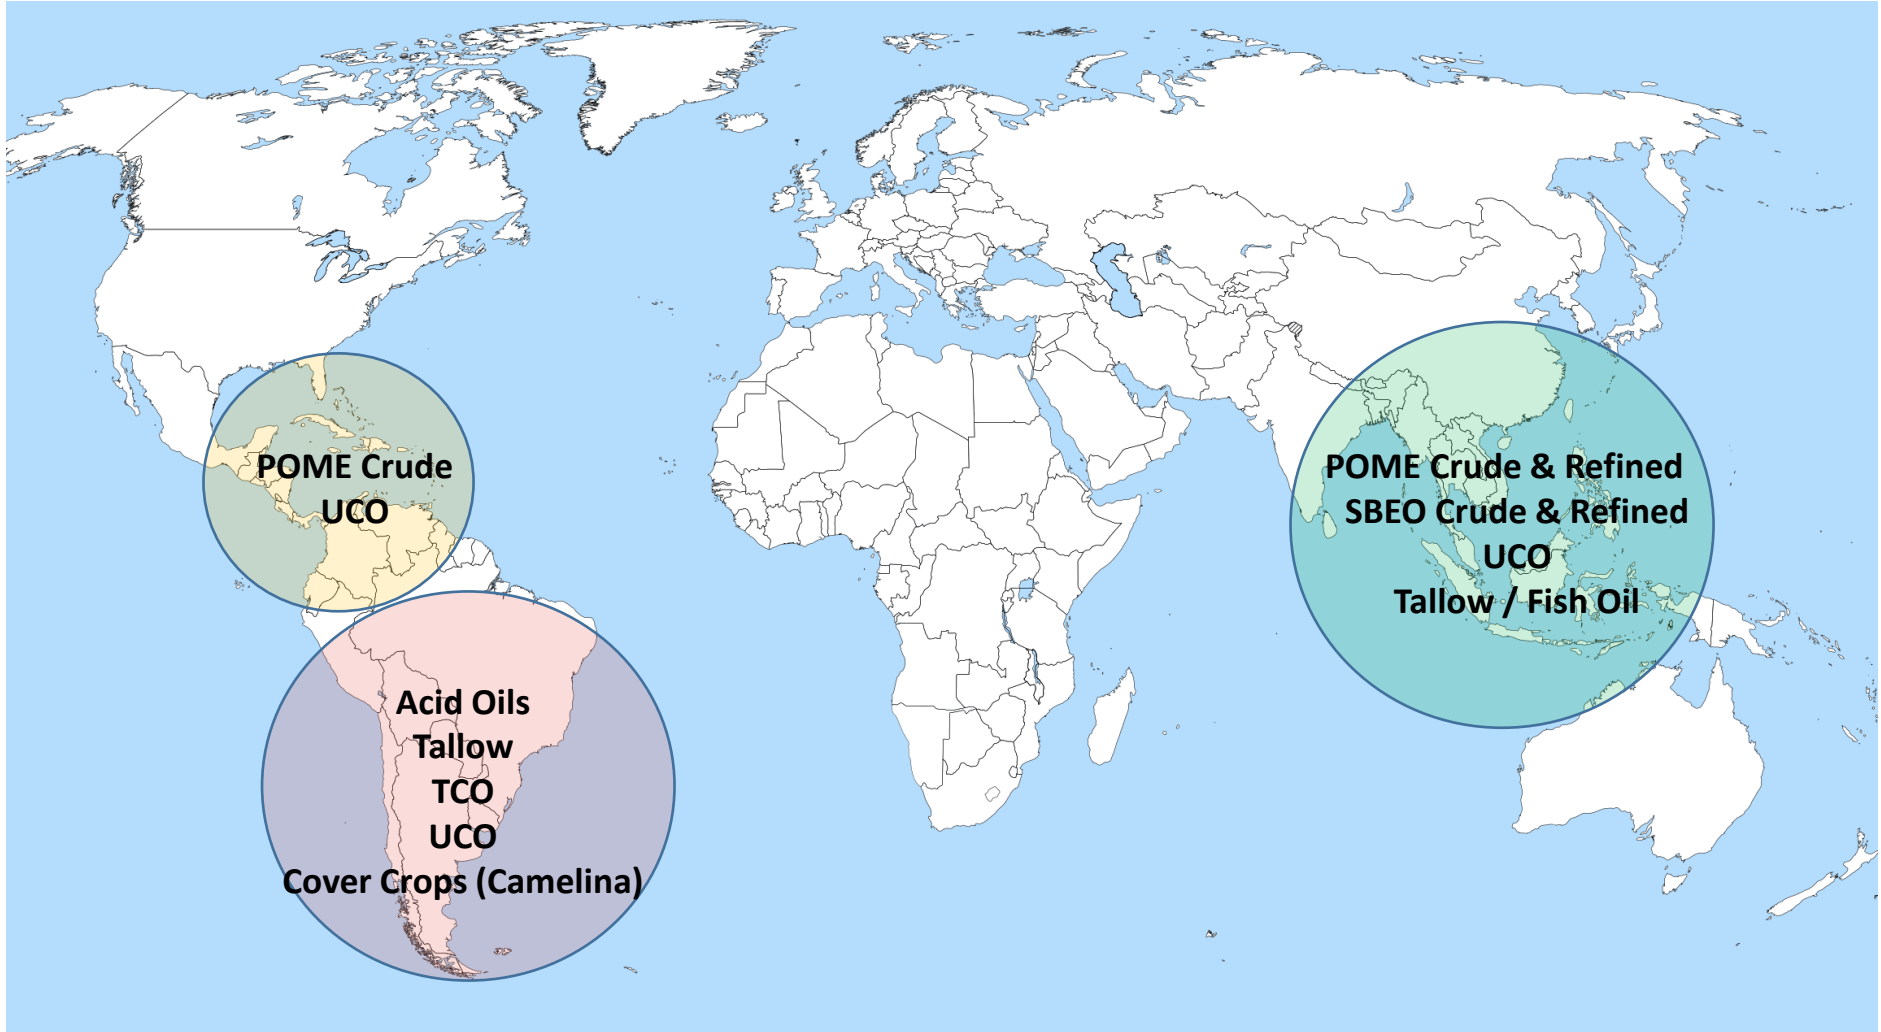 POME Crude
UCO
POME Crude & Refined
SBEO Crude & Refined
UCO
Tallow / Fish Oil
Acid Oils
Tallow
TCO
UCO
Cover Crops (Camelina)